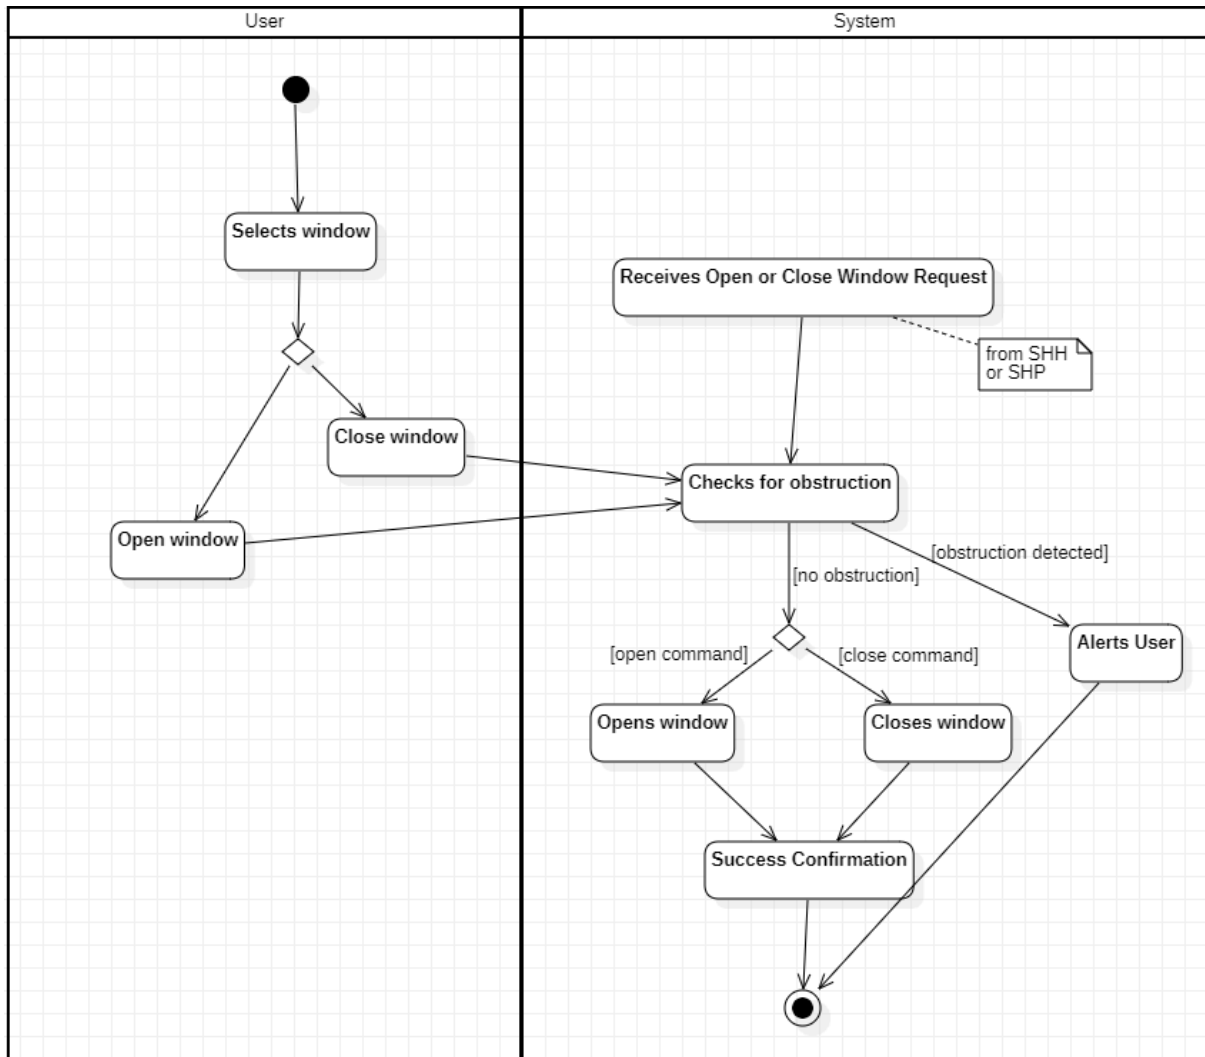 User
System
Selects window
Receives Open or Close Window Request
from SHH
or SHP
Close window
Checks for obstruction
Open window
[obstruction detected]
[no obstruction]
Alerts User
[open command]
[close command]
Opens window
Closes window
Success Confirmation